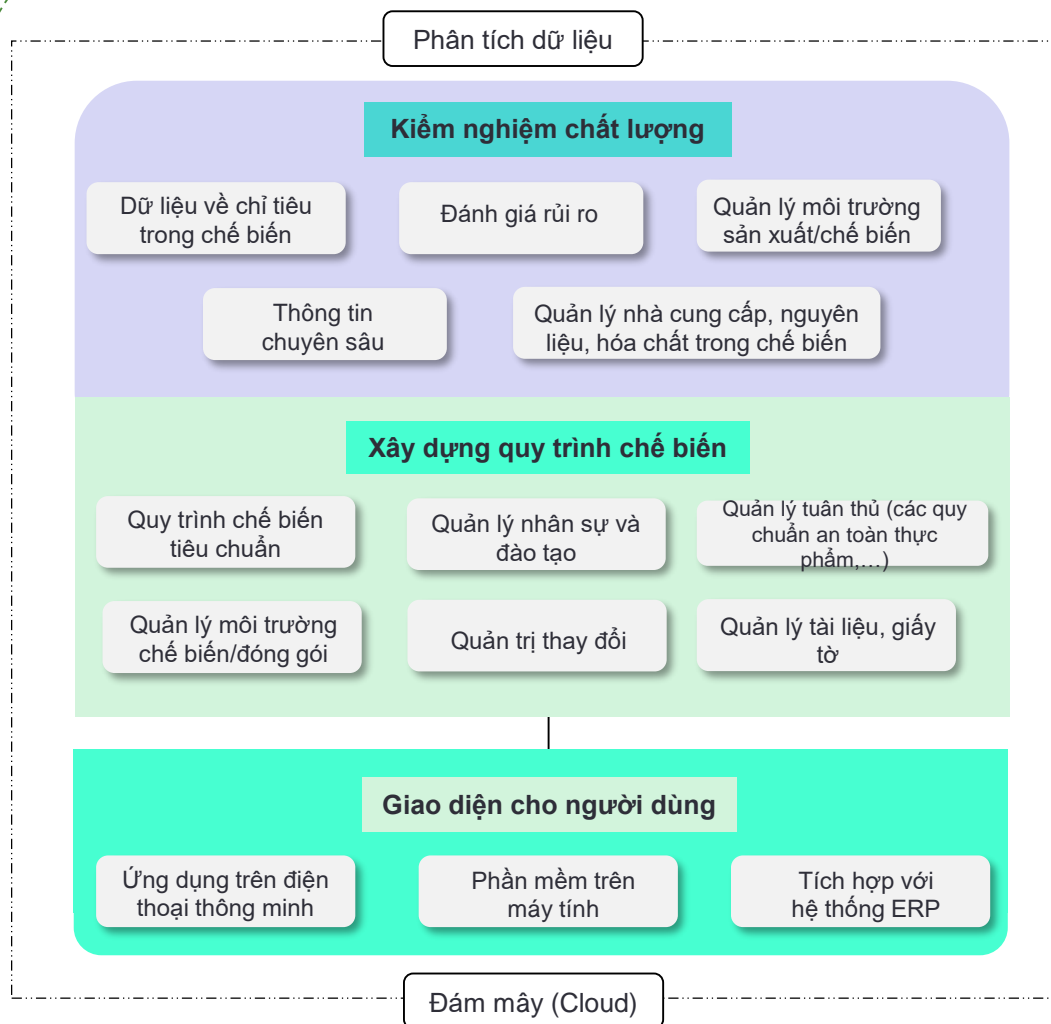 Phân tích dữ liệu
Kiểm nghiệm chất lượng
Dữ liệu về chỉ tiêu
trong chế biến
Đánh giá rủi ro
Quản lý môi trường
sản xuất/chế biến
Thông tin
chuyên sâu
Quản lý nhà cung cấp, nguyên
liệu, hóa chất trong chế biến
Xây dựng quy trình chế biến
Quy trình chế biến
tiêu chuẩn
Quản lý nhân sự và
đào tạo
Quản lý tuân thủ (các quy
chuẩn an toàn thực
phẩm,…)
Quản lý môi trường
chế biến/đóng gói
Quản trị thay đổi
Quản lý tài liệu, giấy
tờ
Giao diện cho người dùng
Ứng dụng trên điện
thoại thông minh
Phần mềm trên
máy tính
Tích hợp với
hệ thống ERP
Đám mây (Cloud)